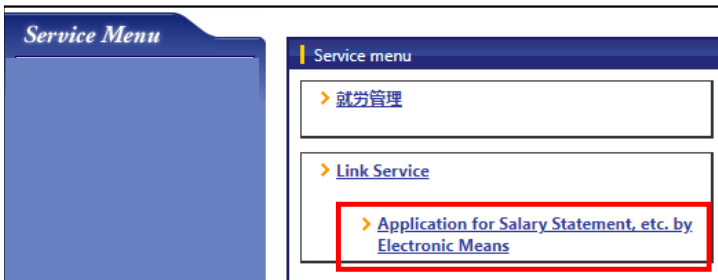 Service Menu
Service menu
就労管理
Link Service
Application for Salary Statement, etc. by
Electronic Means